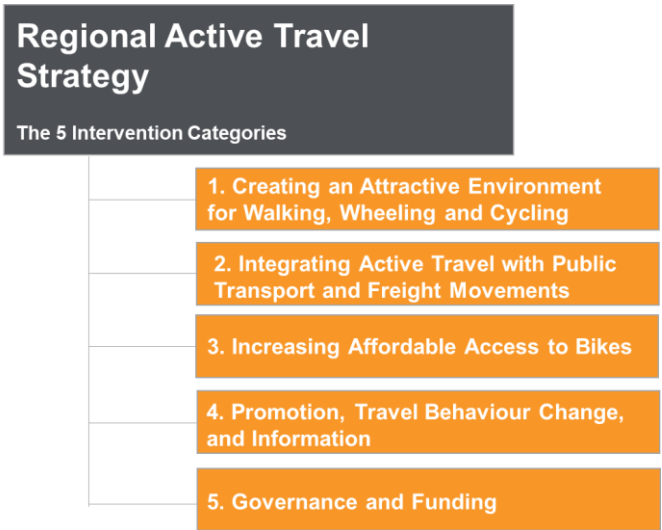 Regional Active Travel
Strategy
The 5 Intervention Categories
1. Creating an Attractive Environment
for Walking, Wheeling and Cycling
2. Integrating Active Travel with Public
Transport and Freight Movements
3. Increasing Affordable Access to Bikes
4. Promotion, Travel Behaviour Change,
and Information
5. Governance and Funding